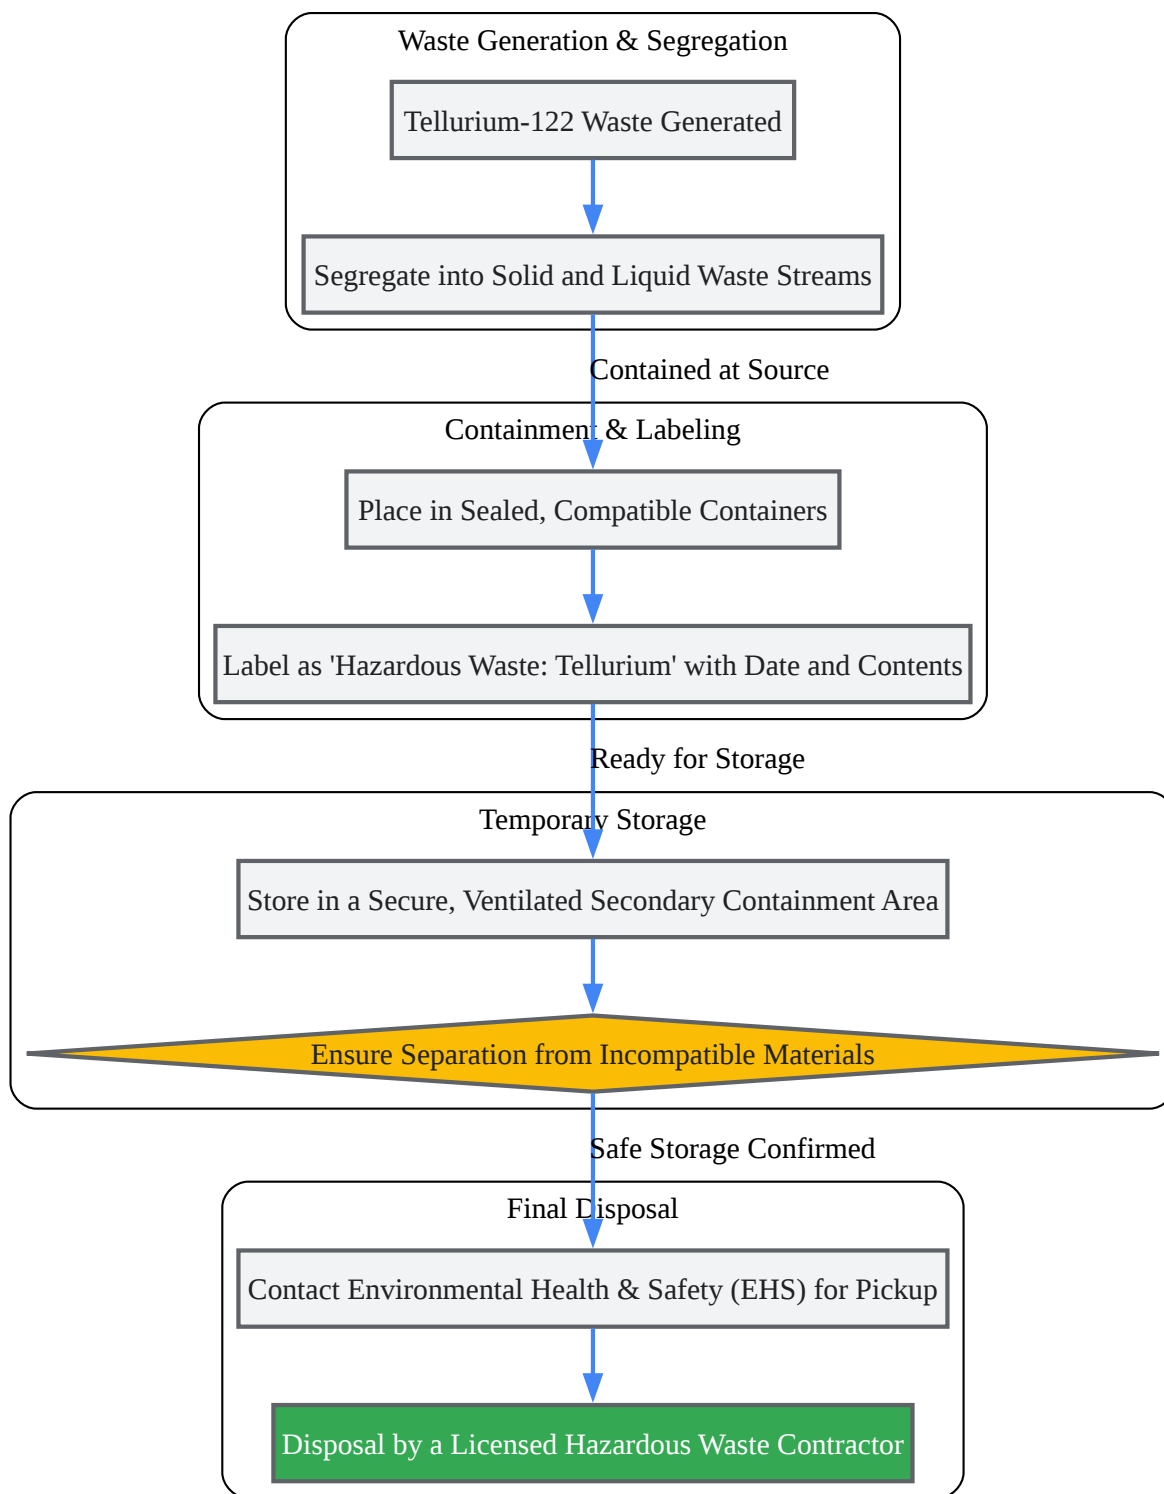 Waste Generation & Segregation
Tellurium-122 Waste Generated
Segregate into Solid and Liquid Waste Streams
Contained at Source
Containment & Labeling
Place in Sealed, Compatible Containers
Label as 'Hazardous Waste: Tellurium' with Date and Contents
Ready for Storage
Temporary Storage
Store in a Secure, Ventilated Secondary Containment Area
Ensure Separation from Incompatible Materials
Safe Storage Confirmed
Final Disposal
Contact Environmental Health & Safety (EHS) for Pickup
Disposal by a Licensed Hazardous Waste Contractor